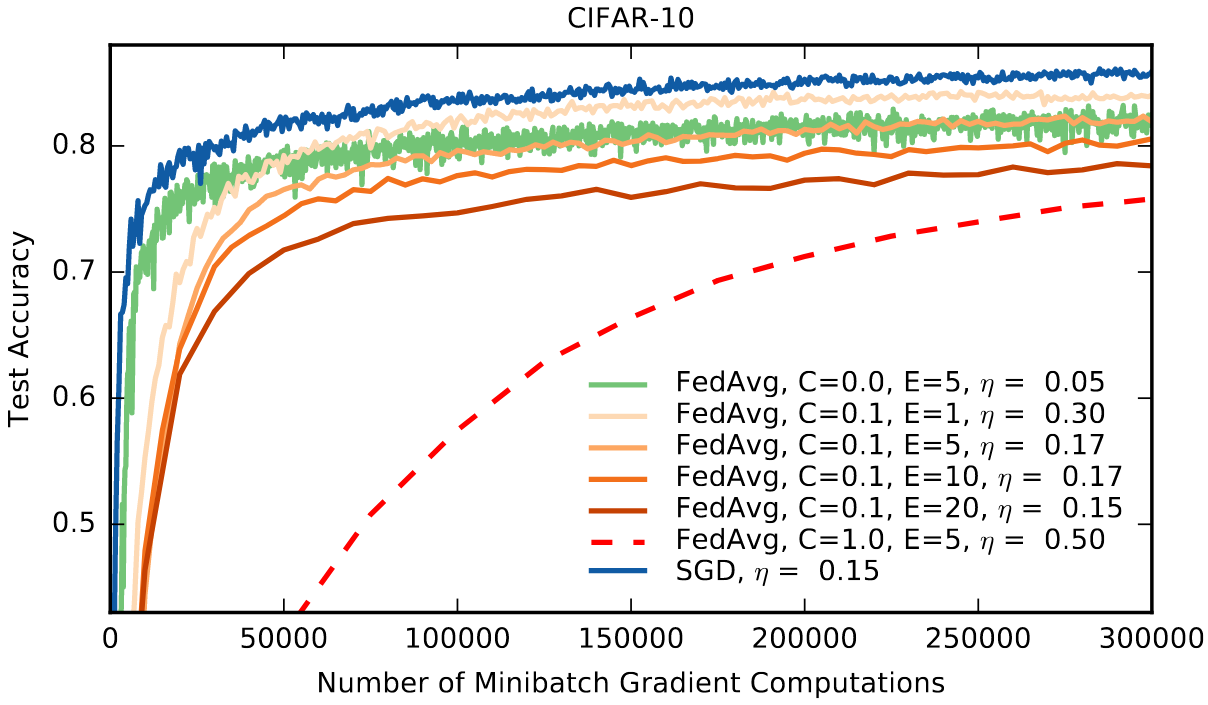 CIFAR-10
Test Accuracy
0.8
0.7
0.6
0.5
FedAvg, C=0.0, E=5, η = 0.05
FedAvg, C=0.1, E=1, η = 0.30
FedAvg, C=0.1, E=5, η = 0.17
FedAvg, C=0.1, E=10, η = 0.17
FedAvg, C=0.1, E=20, η = 0.15
FedAvg, C=1.0, E=5, η = 0.50
SGD, η = 0.15
0 50000 100000 150000 200000 250000 300000
Number of Minibatch Gradient Computations